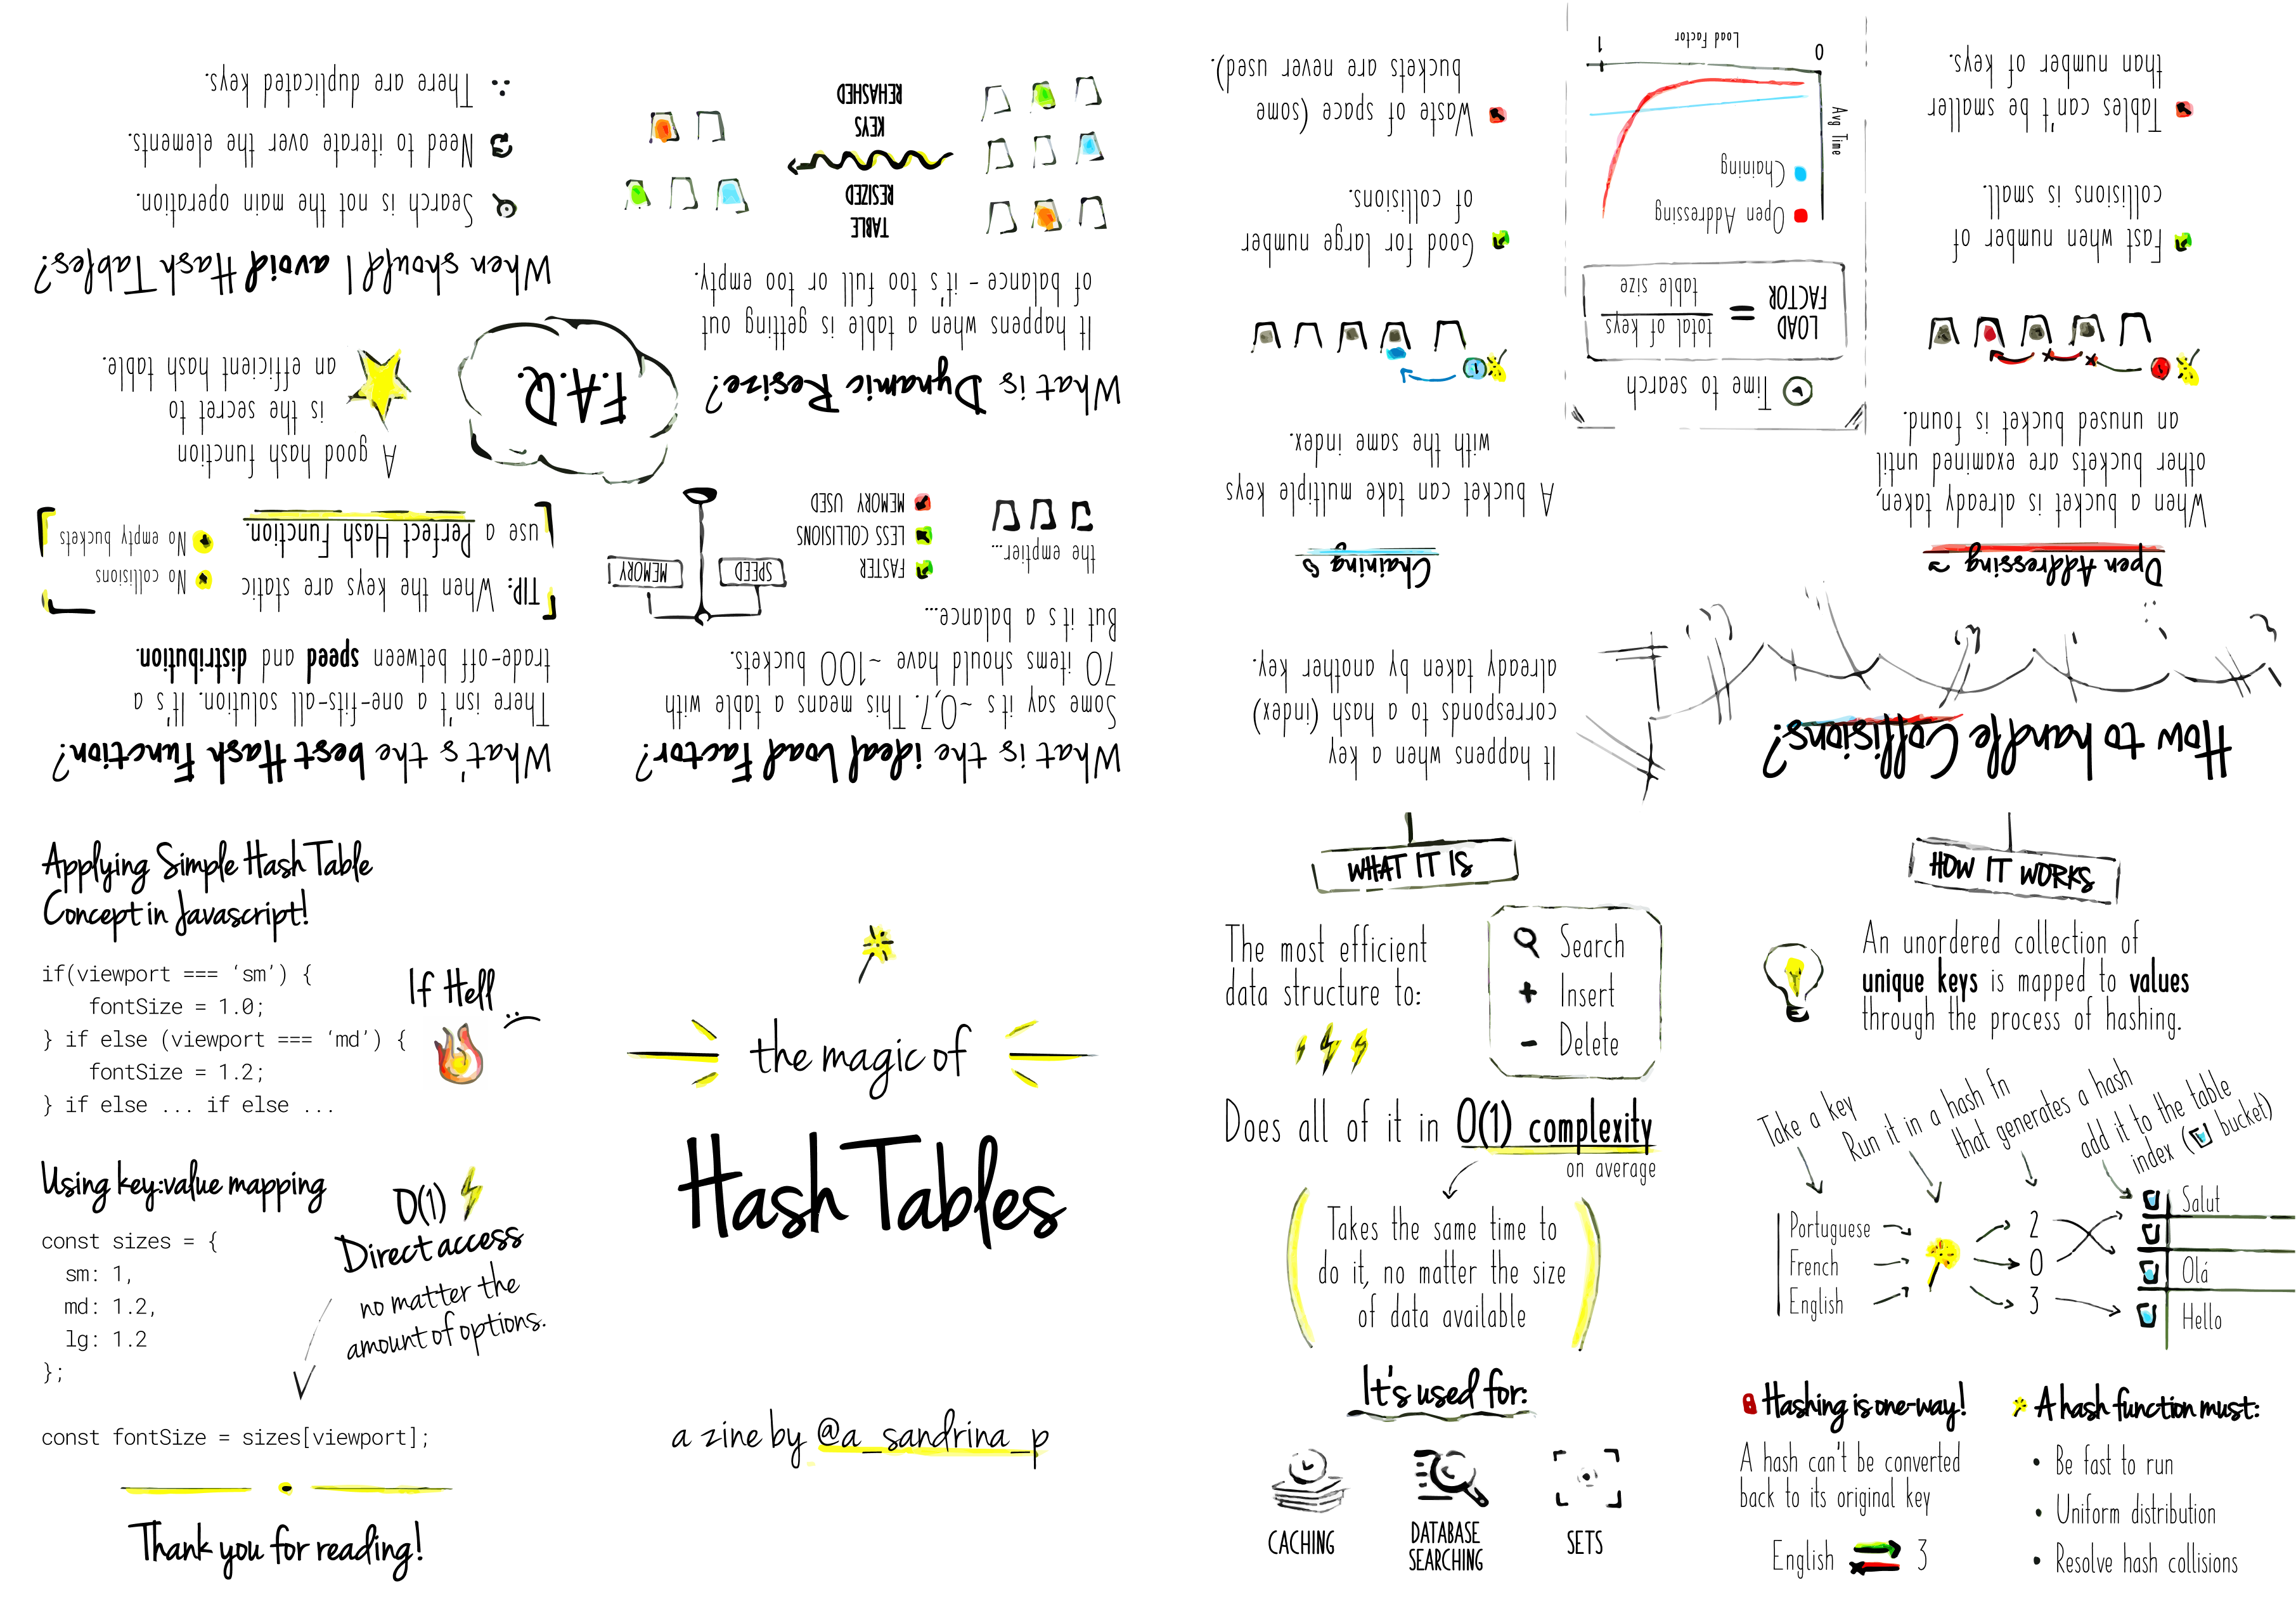 the magic of
Hash Tables
a zine by @a_sandrina_p
WHAT IT IS
The most efficient
data structure to:
Search
Insert
Delete
Does all of it in O(1) complexity
on average
Takes the same time to
do it, no matter the size
of data available
It's used for:
CACHING
DATABASE
SEARCHING
SETS
HOW IT WORKS
An unordered collection of
unique keys is mapped to values
through the process of hashing.
Take a key
Run it in a hash fn
that generates a hash
add it to the table
index ( bucket)
Portuguese
French
English
2
0
3
Salut
Olá
Hello
Hashing is one-way!
A hash can't be converted
back to its original key
English 3
A hash function must:
• Be fast to run
• Uniform distribution
• Resolve hash collisions
How to handle Collisions?
It happens when a key
corresponds to a hash (index)
already taken by another key.
Open Addressing
When a bucket is already taken,
other buckets are examined until
an unused bucket is found.
Fast when number of
collisions is small.
Tables can't be smaller
than number of keys.
Time to search
LOAD
FACTOR
=
total of keys
table size
Open Addressing
Chaining
Avg Time
0
1
Load Factor
Chaining
A bucket can take multiple keys
with the same index.
Good for large number
of collisions.
Waste of space (some
buckets are never used).
F.A.Q.
What is the ideal Load Factor?
Some say it's ~0,7. This means a table with
70 items should have ~100 buckets.
But it's a balance...
the emptier...
FASTER
LESS COLLISIONS
MEMORY USED
SPEED
MEMORY
What is Dynamic Resize?
It happens when a table is getting out
of balance - it's too full or too empty.
TABLE
RESIZED
KEYS
REHASHED
What's the best Hash Function?
There isn't a one-fits-all solution. It's a
trade-off between speed and distribution.
TIP: When the keys are static
use a Perfect Hash Function.
No collisions
No empty buckets
A good hash function
is the secret to
an efficient hash table.
When should I avoid Hash Tables?
Search is not the main operation.
Need to iterate over the elements.
There are duplicated keys.
Applying Simple Hash Table
Concept in Javascript!
if(viewport === ‘sm’) {
fontSize = 1.0;
} if else (viewport === ‘md’) {
fontSize = 1.2;
} if else ... if else ...
If Hell
:(
Using key:value mapping
const sizes = {
sm: 1,
md: 1.2,
lg: 1.2
};
O(1)
Direct access
no matter the
amount of options.
const fontSize = sizes[viewport];
Thank you for reading!